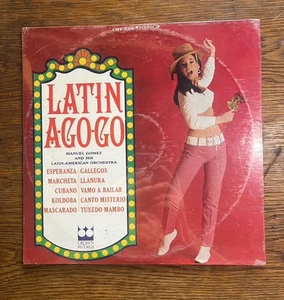 LATIN
AGO-GO
MANUEL GOMEZ
AND HIS
LATIN-AMERICAN ORCHESTRA
ESPERANZA GALLEGOS
MARCHETA LLANURA
CUBANO VAMO A BAILAR
KOLDOBA CANTO MISTERIO
MASCARADO TUXEDO MAMBO
CROWN
RECORDS